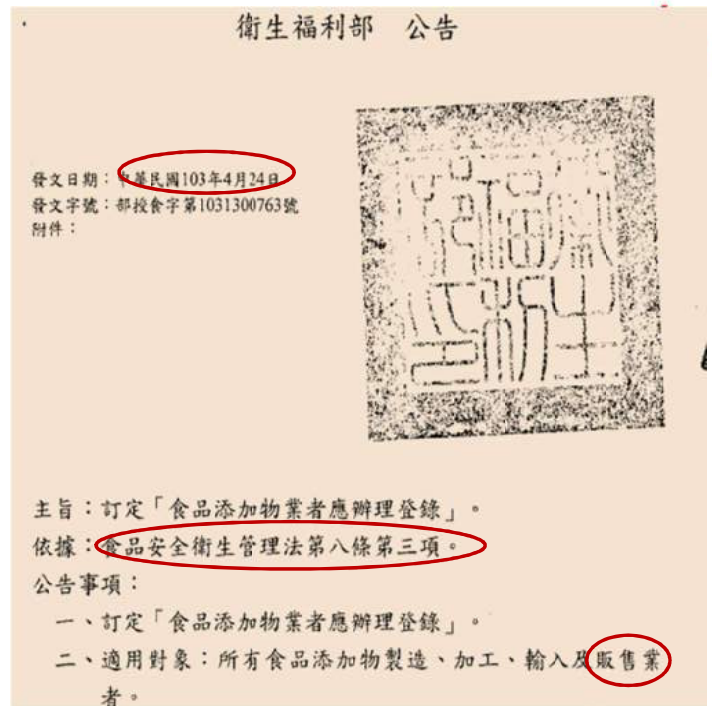 衛生福利部 公告
發文日期：中華民國103年4月24日
發文字號：部授食字第1031300763號
附件：
衛生福利部印
主旨：訂定「食品添加物業者應辦理登錄」。
依據：食品安全衛生管理法第八條第三項。
公告事項：
一、訂定「食品添加物業者應辦理登錄」。
二、適用對象：所有食品添加物製造、加工、輸入及販售業
者。